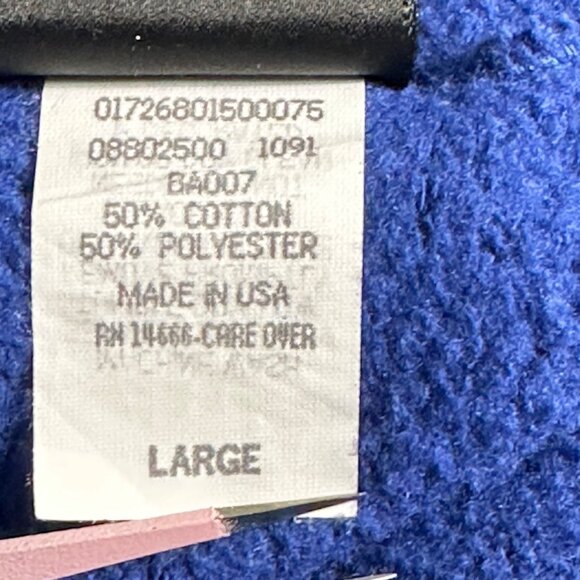 01726801500075
08802500 1091
BA007
50% COTTON
50% POLYESTER
MADE IN USA
RN 14666-CARE OVER
LARGE